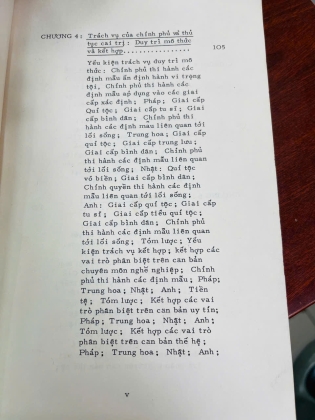 CHƯƠNG 4: Trách vụ của chính phủ về thủ
tục cai trị: Duy trì mô thức
và kết hợp................. 105
Yếu kiện trách vụ duy trì mô
thức: Chính phủ thi hành các
định mẫu ấn định hành vi trọng
tội, Chính phủ thi hành các
định mẫu áp dụng vào các giai
cấp xác định; Pháp; Giai cấp
Quí tộc; Giai cấp tu sĩ; Giai
cấp bình dân; Chính phủ thi
hành các định mẫu liên quan tới
lối sống; Trung hoa; Giai cấp
quí tộc; Giai cấp trung lưu;
Giai cấp bình dân; Chính phủ
thi hành các định mẫu liên quan
tới lối sống; Nhật: Quí tộc
võ biền; Giai cấp bình dân;
Chính quyền thi hành các
định mẫu liên quan tới lối sống;
Anh: Giai cấp quí tộc; Giai cấp
tu sĩ; Giai cấp tiểu quí tộc;
Giai cấp bình dân; Chính phủ
thi hành các định mẫu liên quan
tới lối sống; Tóm lược; Yếu
kiện trách vụ kết hợp; kết hợp các
vai trò phân biệt trên căn bản
chuyên môn nghề nghiệp; Chính
phủ thi hành các định mẫu; Pháp;
Trung hoa; Nhật; Anh; Tiền
tệ; Tóm lược; Kết hợp các vai
trò phân biệt trên căn bản uy tín;
Pháp; Trung hoa; Nhật; Anh;
Tóm lược; Kết hợp các vai trò
phân biệt trên căn bản thế hệ;
Pháp; Trung hoa; Nhật; Anh;
V